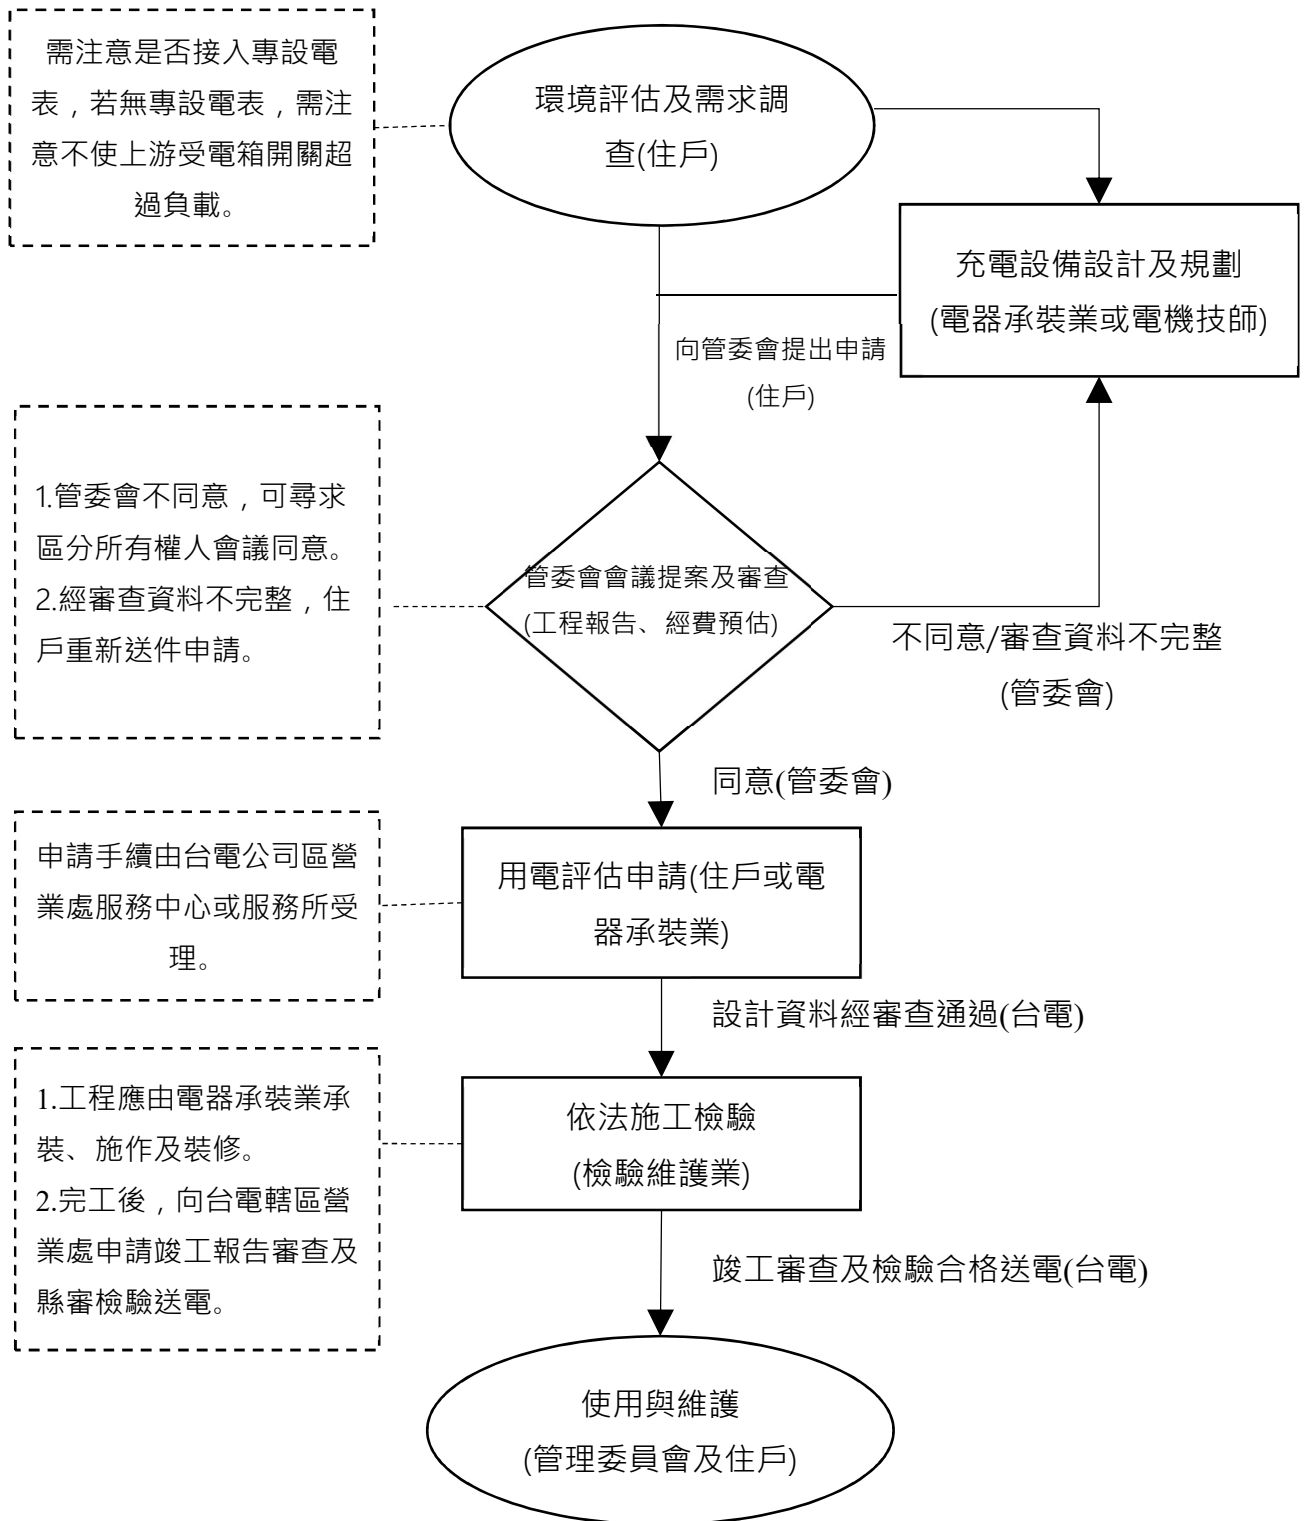 需注意是否接入專設電
表，若無專設電表，需注
意不使上游受電箱開關超
過負載。
環境評估及需求調
查(住戶)
充電設備設計及規劃
(電器承裝業或電機技師)
向管委會提出申請
(住戶)
1.管委會不同意，可尋求
區分所有權人會議同意。
2.經審查資料不完整，住
戶重新送件申請。
管委會會議提案及審查
(工程報告、經費預估)
不同意/審查資料不完整
(管委會)
同意(管委會)
申請手續由台電公司區營
業處服務中心或服務所受
理。
用電評估申請(住戶或電
器承裝業)
設計資料經審查通過(台電)
1.工程應由電器承裝業承
裝、施作及裝修。
2.完工後，向台電轄區營
業處申請竣工報告審查及
縣審檢驗送電。
依法施工檢驗
(檢驗維護業)
竣工審查及檢驗合格送電(台電)
使用與維護
(管理委員會及住戶)